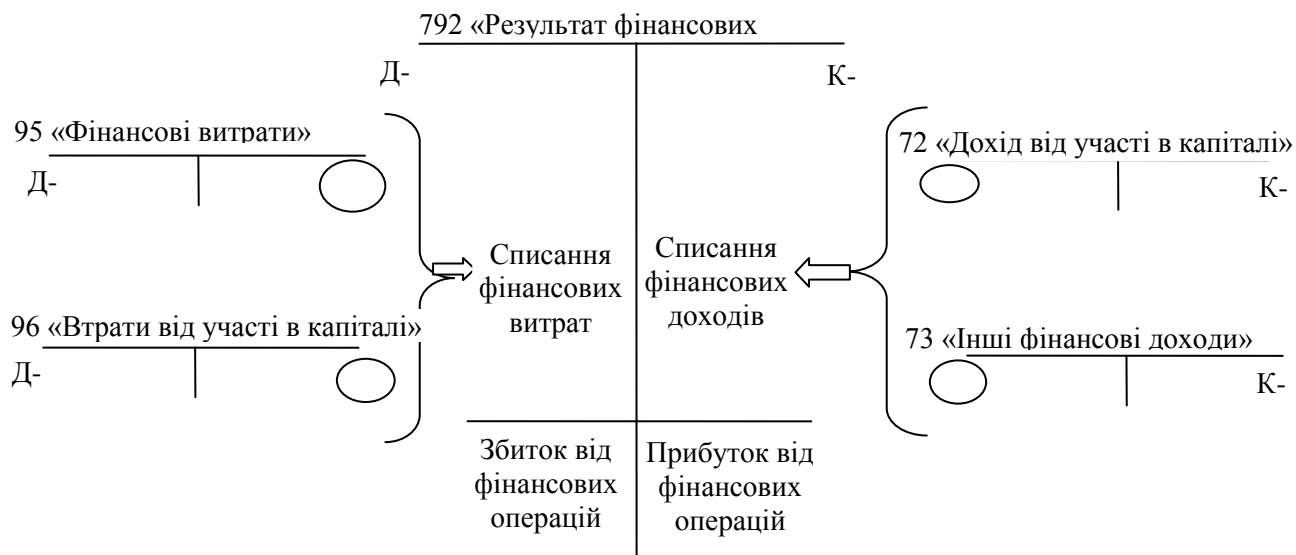 792 «Результат фінансових
Д-
К-
95 «Фінансові витрати»
Д-
72 «Дохід від участі в капіталі»
К-
Списання
фінансових
витрат
Списання
фінансових
доходів
96 «Втрати від участі в капіталі»
Д-
73 «Інші фінансові доходи»
К-
Збиток від
фінансових
операцій
Прибуток від
фінансових
операцій